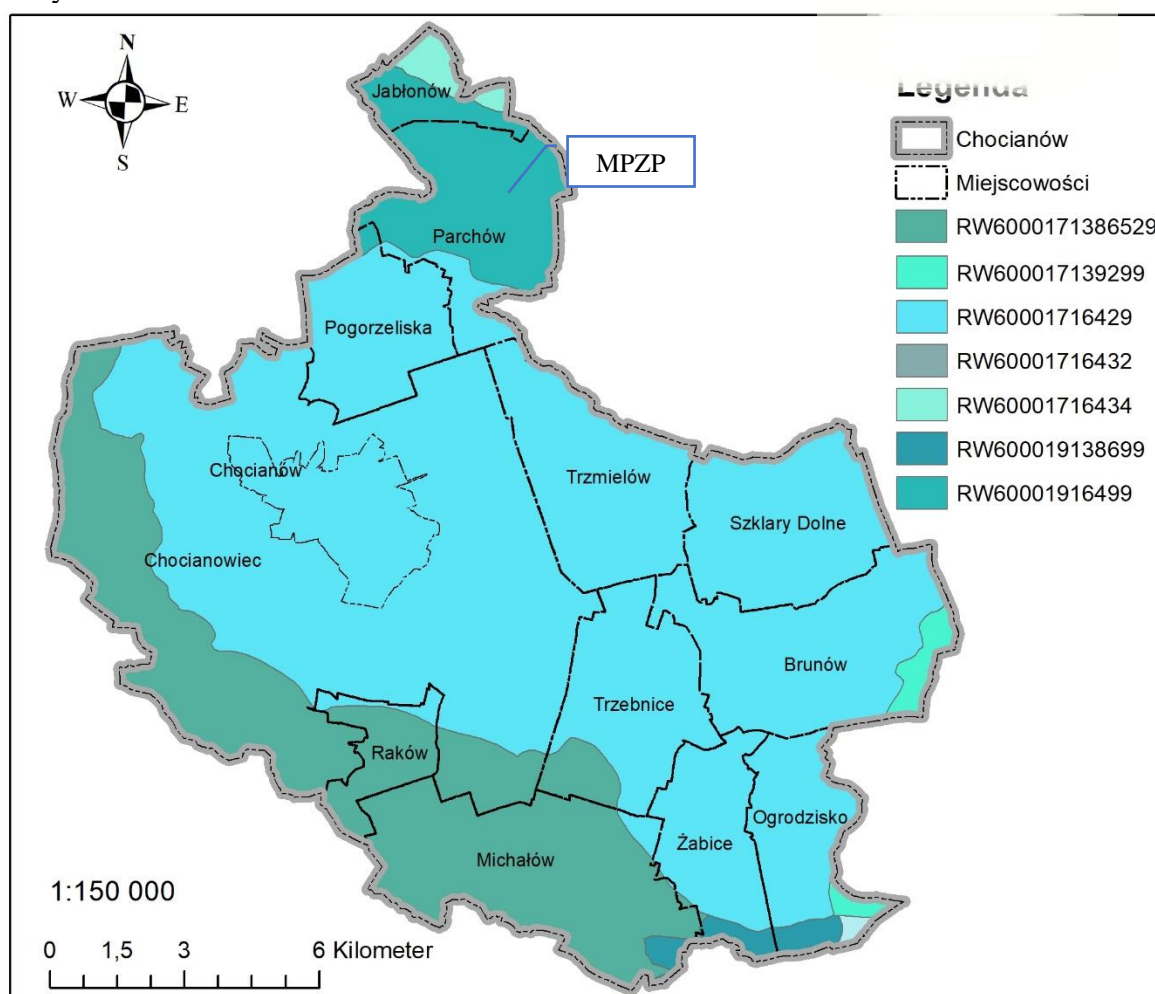 N
W E
S
Legenda
Chocianów
Miejscowości
RW6000171386529
RW600017139299
RW60001716429
RW60001716432
RW60001716434
RW600019138699
RW60001916499
Jabłonów
MPZP
Parchów
Pogorzeliska
Chocianów
Trzmielów
Szklary Dolne
Chocianowiec
Brunów
Trzebnice
Raków
Ogrodzisko
Żabice
Michałów
1:150 000
0 1,5 3 6 Kilometer